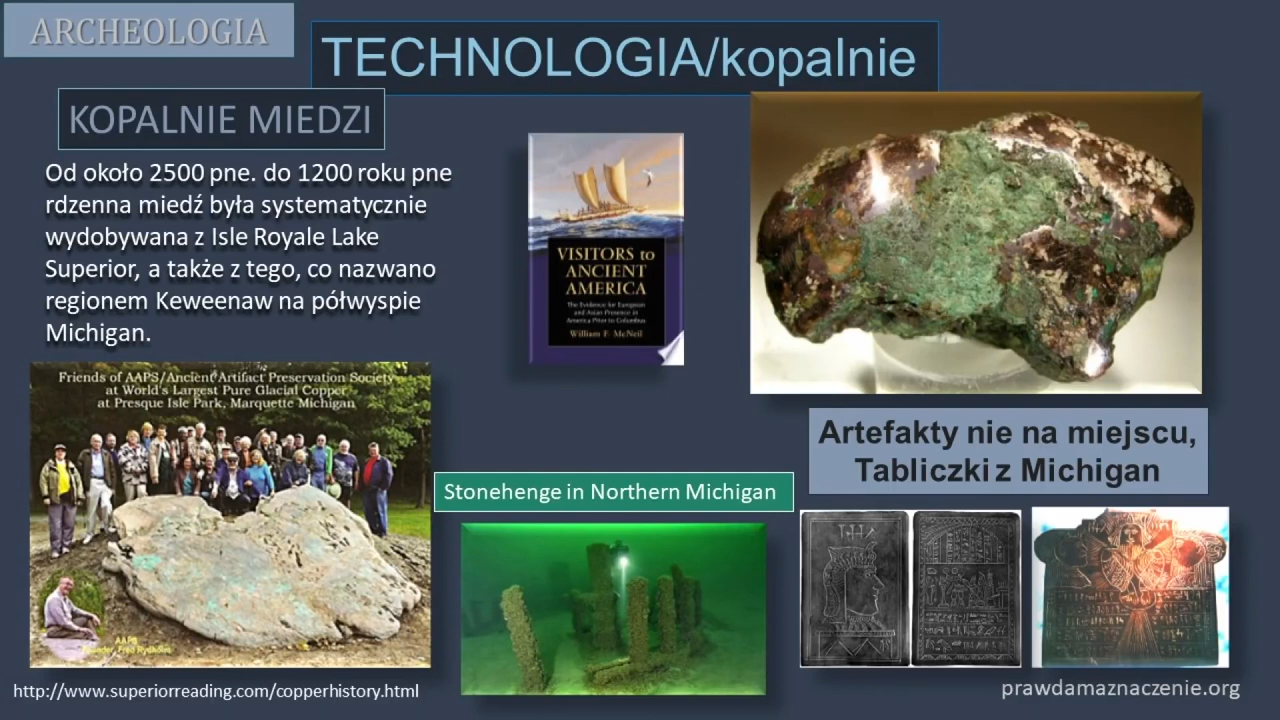 ARCHEOLOGIA
TECHNOLOGIA/kopalnie
KOPALNIE MIEDZI
Od około 2500 pne. do 1200 roku pne
rdzenna miedź była systematycznie
wydobywana z Isle Royale Lake
Superior, a także z tego, co nazwano
regionem Keweenaw na półwyspie
Michigan.
VISITORS to
ANCIENT
AMERICA
The Evidence for European
and Asian Presence in
America Prior to Columbus
William F. McNeil
Friends of AAPS/Ancient Artifact Preservation Society
at World's Largest Pure Glacial Copper
at Presque Isle Park, Marquette Michigan
AAPS
Founder, Fred Rydholm
Stonehenge in Northern Michigan
Artefakty nie na miejscu,
Tabliczki z Michigan
http://www.superiorreading.com/copperhistory.html
prawdamaznaczenie.org